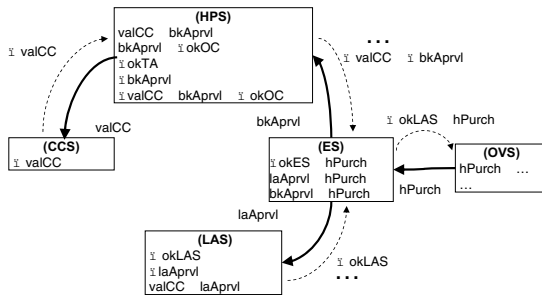 (HPS)
valCC bkAprvl
bkAprvl okOC
okTA
bkAprvl
valCC bkAprvl okOC
...
valCC bkAprvl
valCC
valCC
bkAprvl
(CCS)
valCC
(ES)
okES hPurch
laAprvl hPurch
bkAprvl hPurch
okLAS hPurch
(OVS)
hPurch ...
...
hPurch
laAprvl
(LAS)
okLAS
laAprvl
valCC laAprvl
okLAS
...